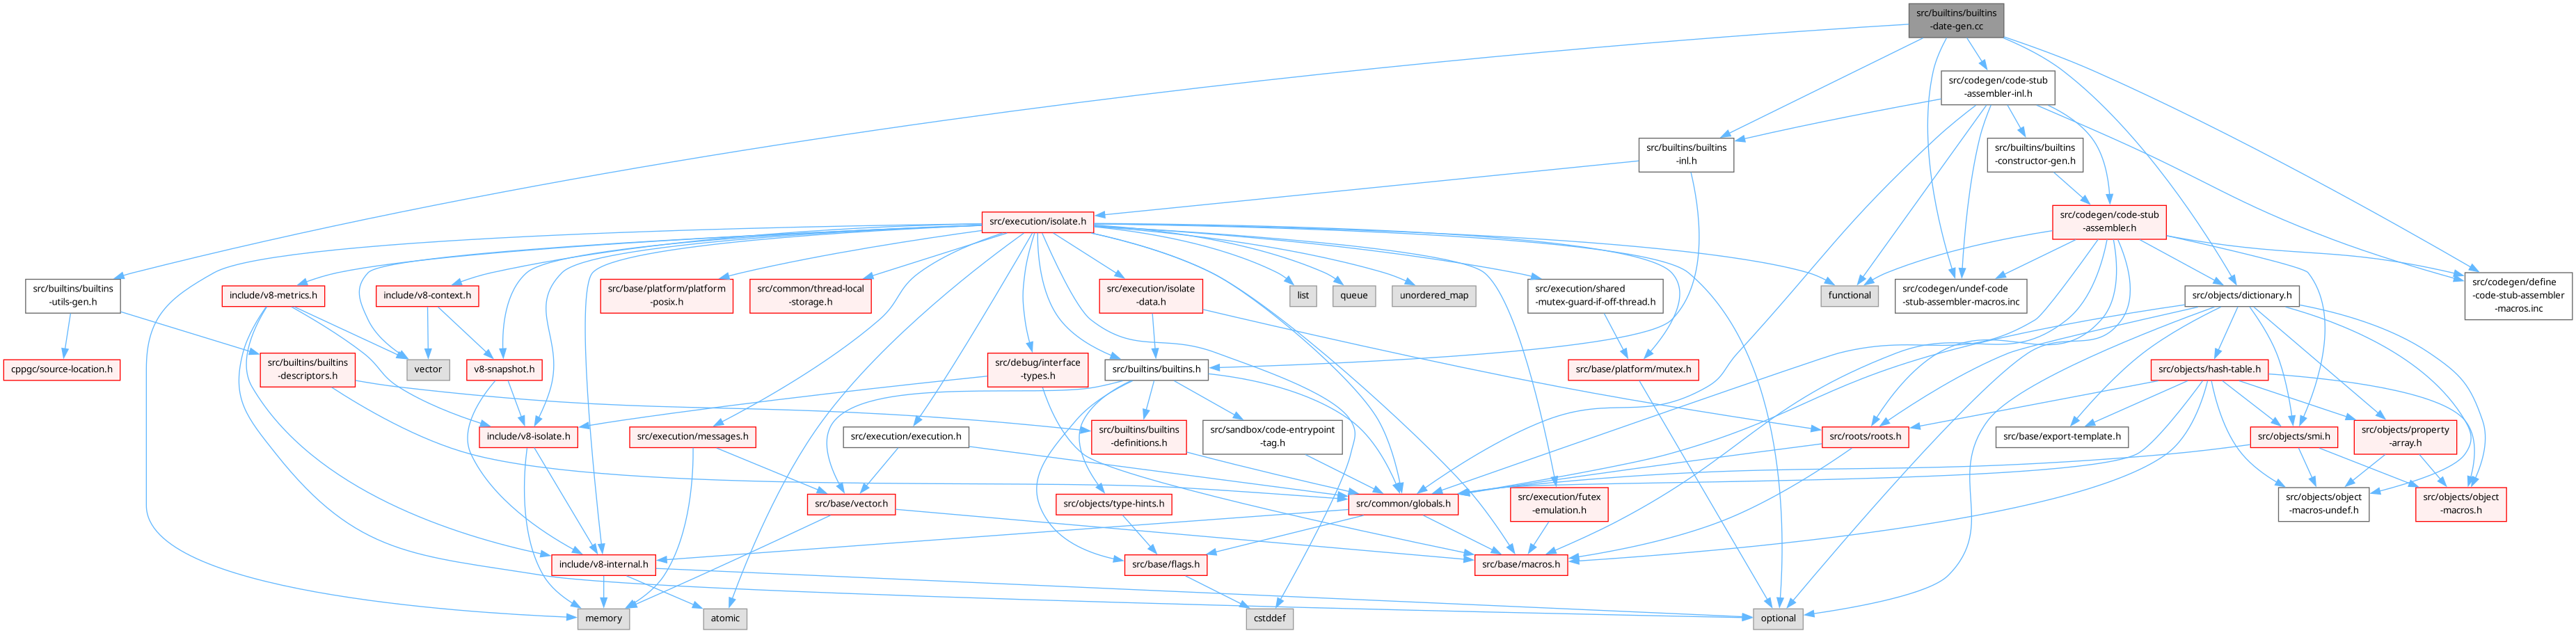 src/builtins/builtins
-date-gen.cc
src/codegen/code-stub
-assembler-inl.h
src/builtins/builtins
-inl.h
src/builtins/builtins
-constructor-gen.h
src/execution/isolate.h
src/codegen/code-stub
-assembler.h
src/builtins/builtins
-utils-gen.h
include/v8-metrics.h
include/v8-context.h
src/base/platform/platform
-posix.h
src/common/thread-local
-storage.h
src/execution/isolate
-data.h
list
queue
unordered_map
src/execution/shared
-mutex-guard-if-off-thread.h
functional
src/codegen/undef-code
-stub-assembler-macros.inc
src/objects/dictionary.h
src/codegen/define
-code-stub-assembler
-macros.inc
cppgc/source-location.h
src/builtins/builtins
-descriptors.h
vector
v8-snapshot.h
src/debug/interface
-types.h
src/builtins/builtins.h
src/base/platform/mutex.h
src/objects/hash-table.h
include/v8-isolate.h
src/execution/messages.h
src/execution/execution.h
src/builtins/builtins
-definitions.h
src/sandbox/code-entrypoint
-tag.h
src/roots/roots.h
src/base/export-template.h
src/objects/smi.h
src/objects/property
-array.h
src/base/vector.h
src/objects/type-hints.h
src/common/globals.h
src/execution/futex
-emulation.h
src/objects/object
-macros-undef.h
src/objects/object
-macros.h
include/v8-internal.h
src/base/flags.h
src/base/macros.h
memory
atomic
cstddef
optional